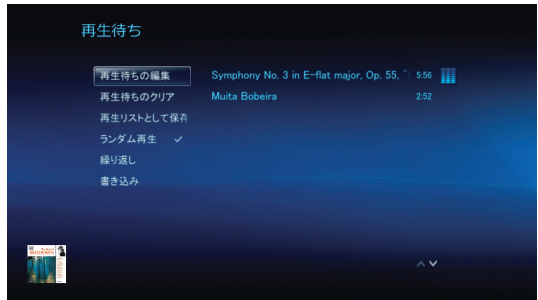 再生待ち
再生待ちの編集
Symphony No. 3 in E-flat major, Op. 55,
5:56
再生待ちのクリア
Muita Bobeira
2:52
再生リストとして保存
ランダム再生 ✓
繰り返し
書き込み
BEETHOVEN